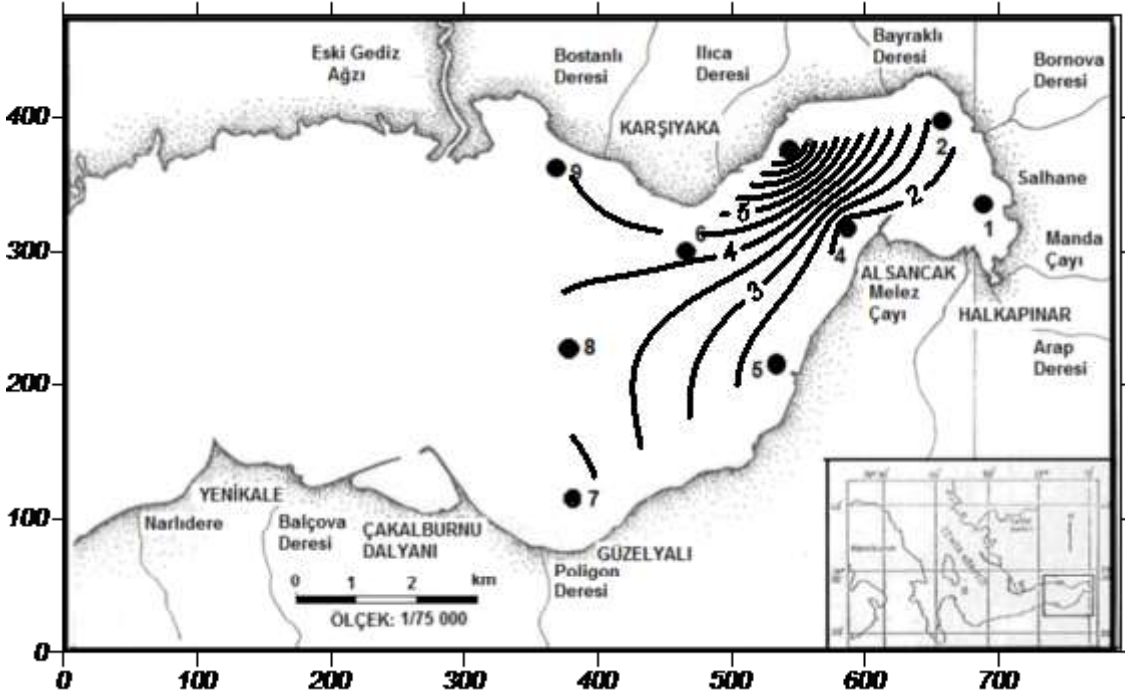 Eski Gediz
Ağzı
Bostanlı
Deresi
Ilıca
Deresi
Bayraklı
Deresi
Bornova
Deresi
400
KARŞIYAKA
2
9
Salhane
2
1
5
6
300
4
4
Manda
Çayı
ALSANCAK
Melez
Çayı
3
HALKAPINAR
8
Arap
Deresi
5
200
7
YENİKALE
Narlıdere
Balçova
Deresi
ÇAKALBURNU
DALYANI
GÜZELYALI
Poligon
Deresi
100
0 1 2 km
ÖLÇEK: 1/75 000
0
0 100 200 300 400 500 600 700